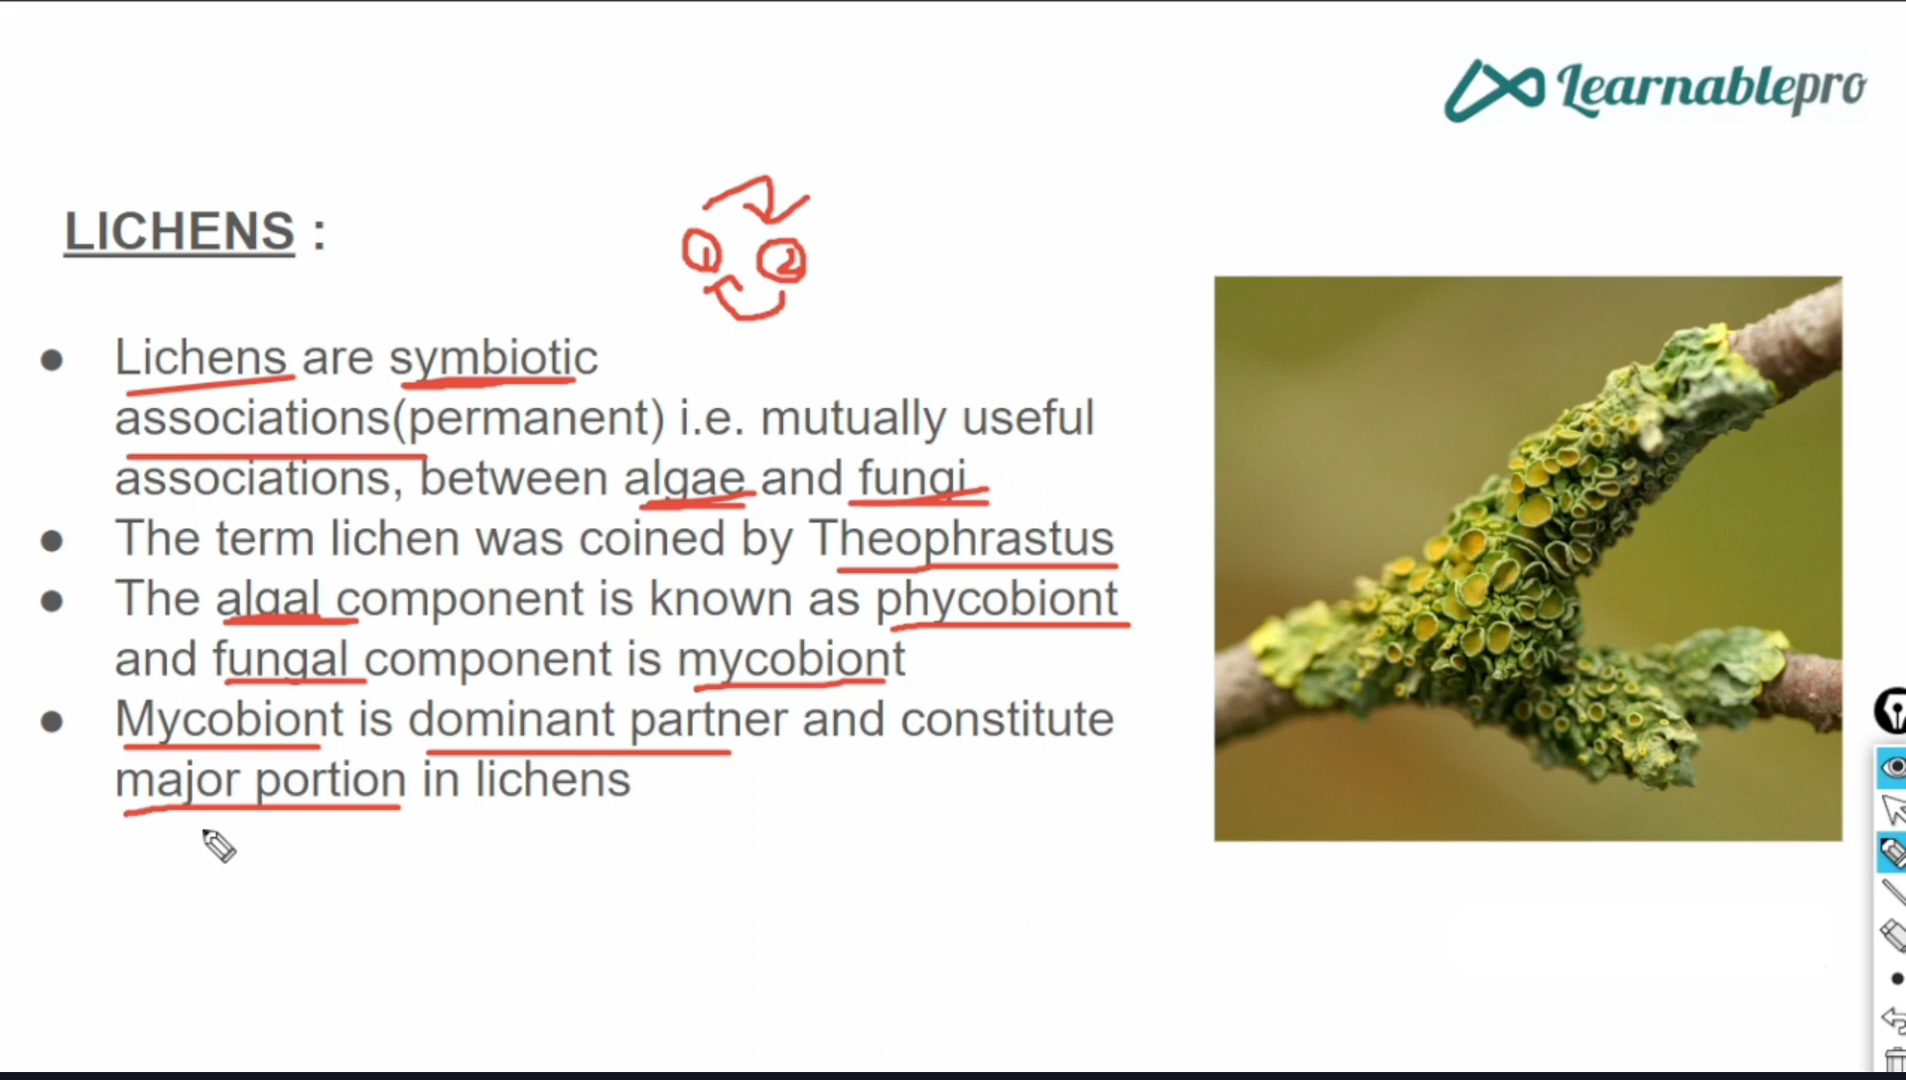 Learnablepro
LICHENS :
1 2
● Lichens are symbiotic
associations(permanent) i.e. mutually useful
associations, between algae and fungi
● The term lichen was coined by Theophrastus
● The algal component is known as phycobiont
and fungal component is mycobiont
● Mycobiont is dominant partner and constitute
major portion in lichens